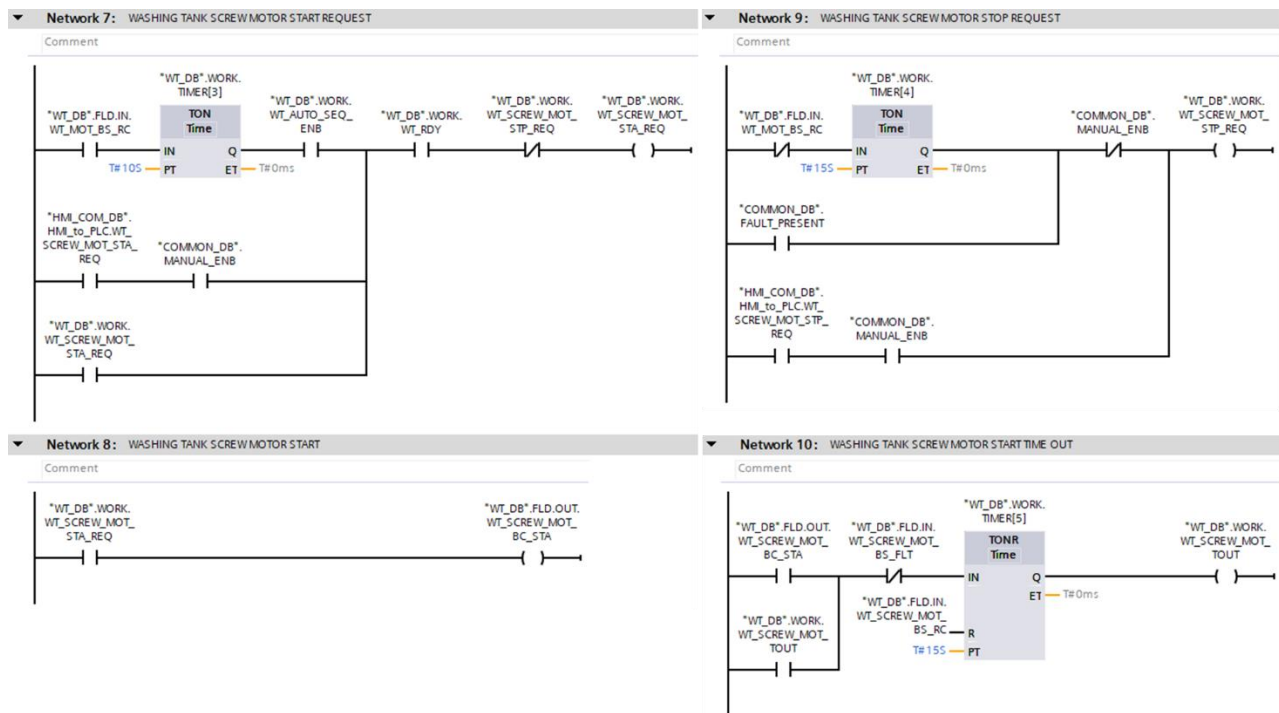 Network 7: WASHING TANK SCREW MOTOR START REQUEST
Comment
"WT_DB".WORK.
TIMER[3]
"WT_DB".FLD.IN.
WT_MOT_BS_RC
TON
Time
"WT_DB".WORK.
WT_AUTO_SEQ_
ENB
"WT_DB".WORK.
WT_RDY
"WT_DB".WORK.
WT_SCREW_MOT_
STP_REQ
"WT_DB".WORK.
WT_SCREW_MOT_
STA_REQ
IN Q
T#10S PT ET T#0ms
"HMI_COM_DB".
HMI_to_PLC.WT_
SCREW_MOT_STA_
REQ
"COMMON_DB".
MANUAL_ENB
"WT_DB".WORK.
WT_SCREW_MOT_
STA_REQ
Network 9: WASHING TANK SCREW MOTOR STOP REQUEST
Comment
"WT_DB".WORK.
TIMER[4]
"WT_DB".FLD.IN.
WT_MOT_BS_RC
TON
Time
"COMMON_DB".
MANUAL_ENB
"WT_DB".WORK.
WT_SCREW_MOT_
STP_REQ
IN Q
T#15S PT ET T#0ms
"COMMON_DB".
FAULT_PRESENT
"HMI_COM_DB".
HMI_to_PLC.WT_
SCREW_MOT_STP_
REQ
"COMMON_DB".
MANUAL_ENB
Network 8: WASHING TANK SCREW MOTOR START
Comment
"WT_DB".WORK.
WT_SCREW_MOT_
STA_REQ
"WT_DB".FLD.OUT.
WT_SCREW_MOT_
BC_STA
Network 10: WASHING TANK SCREW MOTOR START TIME OUT
Comment
"WT_DB".WORK.
TIMER[5]
"WT_DB".FLD.OUT.
WT_SCREW_MOT_
BC_STA
"WT_DB".FLD.IN.
WT_SCREW_MOT_
BS_FLT
TONR
Time
"WT_DB".WORK.
WT_SCREW_MOT_
TOUT
IN Q
ET T#0ms
"WT_DB".FLD.IN.
WT_SCREW_MOT_
BS_RC R
T#15S PT
"WT_DB".WORK.
WT_SCREW_MOT_
TOUT